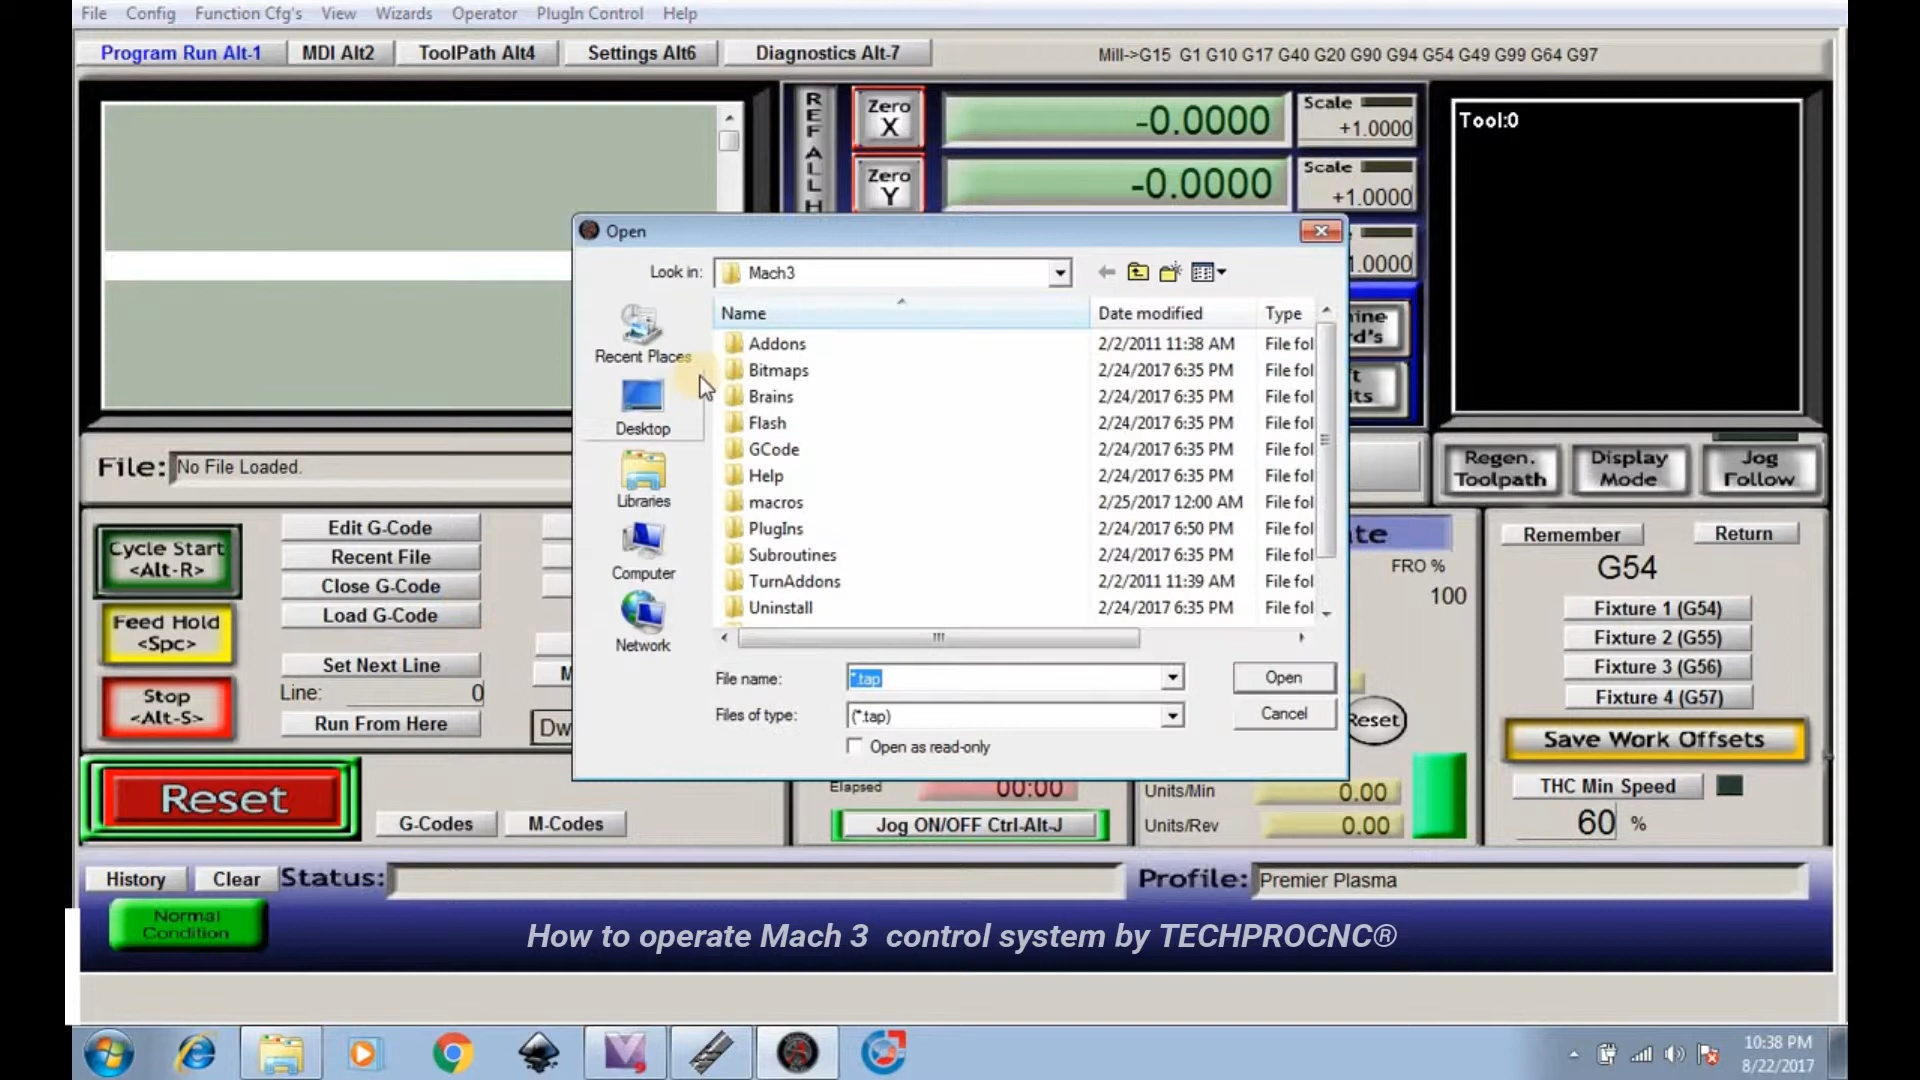 File Config Function Cfg's View Wizards Operator PlugIn Control Help
Program Run Alt-1 MDI Alt2 ToolPath Alt4 Settings Alt6 Diagnostics Alt-7 Mill->G15 G1 G10 G17 G40 G20 G90 G94 G54 G49 G99 G64 G97
REF ALL H
Zero X -0.0000 Scale +1.0000
Zero Y -0.0000 Scale +1.0000
1.0000
Tool:0
Open
Look in: Mach3
Name Date modified Type
Addons 2/2/2011 11:38 AM File fol
Bitmaps 2/24/2017 6:35 PM File fol
Brains 2/24/2017 6:35 PM File fol
Flash 2/24/2017 6:35 PM File fol
GCode 2/24/2017 6:35 PM File fol
Help 2/24/2017 6:35 PM File fol
macros 2/25/2017 12:00 AM File fol
PlugIns 2/24/2017 6:50 PM File fol
Subroutines 2/24/2017 6:35 PM File fol
TurnAddons 2/2/2011 11:39 AM File fol
Uninstall 2/24/2017 6:35 PM File fol
Recent Places
Desktop
Libraries
Computer
Network
File name: *.tap Open
Files of type: (*.tap) Cancel
Open as read-only
File: No File Loaded.
Regen. Toolpath Display Mode Jog Follow
Cycle Start <Alt-R>
Feed Hold <Spc>
Stop <Alt-S>
Edit G-Code
Recent File
Close G-Code
Load G-Code
Set Next Line
Line: 0
Run From Here
Reset
G-Codes M-Codes
FRO %
100
Reset
Elapsed 00:00
Jog ON/OFF Ctrl-Alt-J
Units/Min 0.00
Units/Rev 0.00
Remember Return
G54
Fixture 1 (G54)
Fixture 2 (G55)
Fixture 3 (G56)
Fixture 4 (G57)
Save Work Offsets
THC Min Speed
60 %
History Clear Status: Profile: Premier Plasma
Normal Condition
How to operate Mach 3 control system by TECHPROCNC®
10:38 PM
8/22/2017